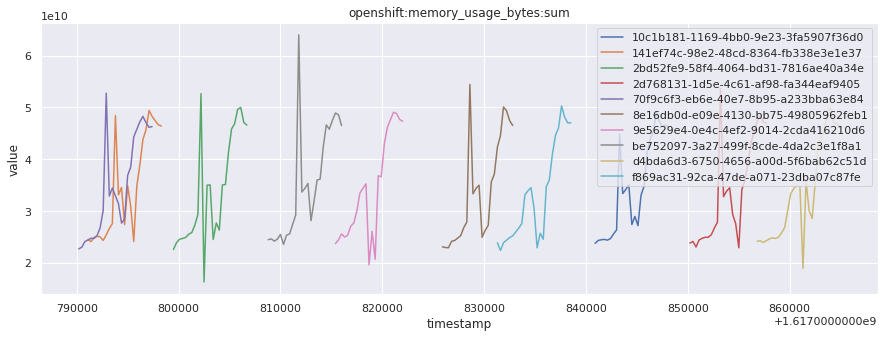 openshift:memory_usage_bytes:sum
1e10
6
5
4
3
2
value
10c1b181-1169-4bb0-9e23-3fa5907f36d0
141ef74c-98e2-48cd-8364-fb338e3e1e37
2bd52fe9-58f4-4064-bd31-7816ae40a34e
2d768131-1d5e-4c61-af98-fa344eaf9405
70f9c6f3-eb6e-40e7-8b95-a233bba63e84
8e16db0d-e09e-4130-bb75-49805962feb1
9e5629e4-0e4c-4ef2-9014-2cda416210d6
be752097-3a27-499f-8cde-4da2c3e1f8a1
d4bda6d3-6750-4656-a00d-5f6bab62c51d
f869ac31-92ca-47de-a071-23dba07c87fe
790000 800000 810000 820000 830000 840000 850000 860000
+1.6170000000e9
timestamp